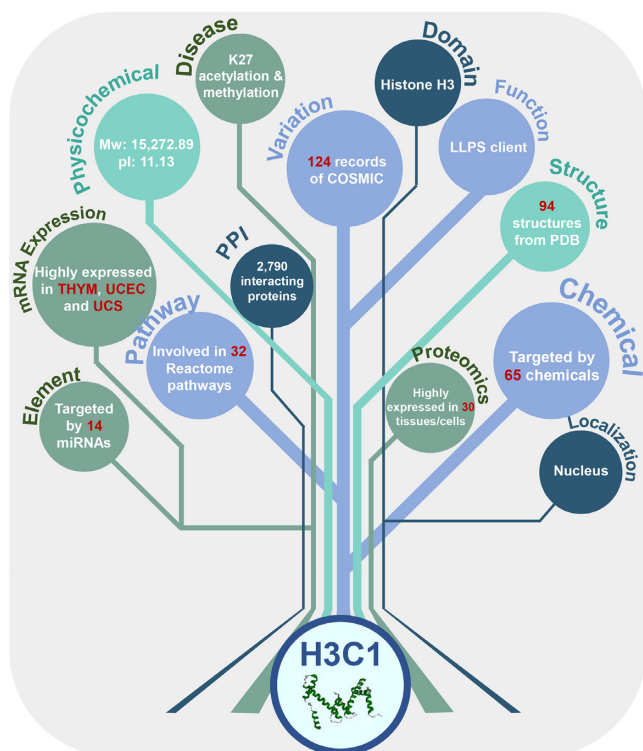 Disease
K27
acetylation &
methylation
Domain
Histone H3
Physicochemical
Mw: 15,272.89
pI: 11.13
Variation
124 records
of COSMIC
Function
LLPS client
Structure
94
structures
from PDB
mRNA Expression
Highly expressed
in THYM, UCEC
and UCS
PPI
2,790
interacting
proteins
Pathway
Involved in 32
Reactome
pathways
Chemical
Targeted by
65 chemicals
Proteomics
Highly
expressed in 30
tissues/cells
Element
Targeted
by 14
miRNAs
Localization
Nucleus
H3C1